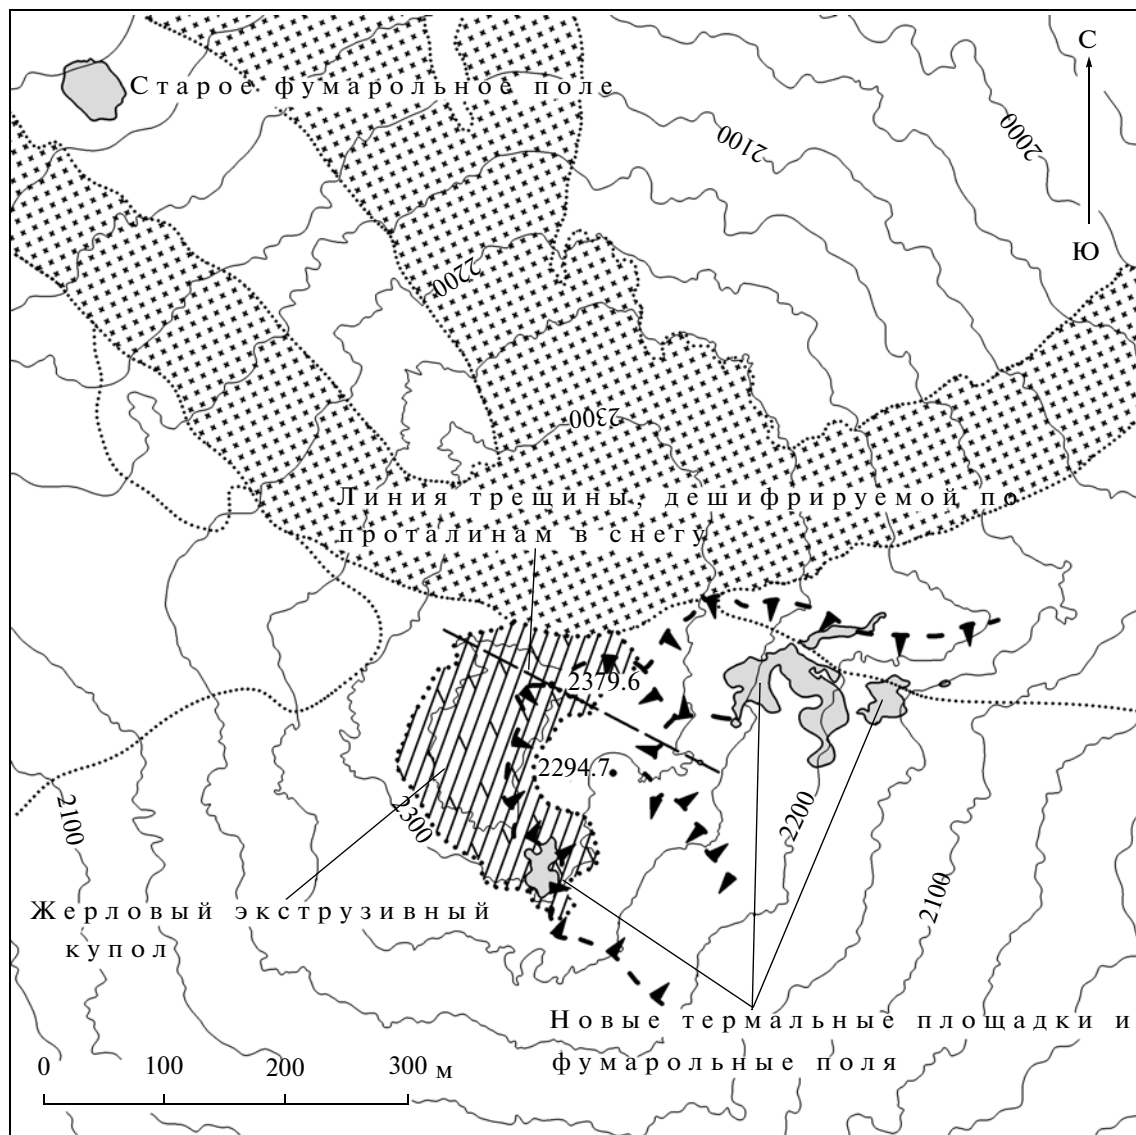 С
Старое фумарольное поле
2100
2000
Ю
2200
2300
Линия трещины, дешифрируемой по
проталинам в снегу
2379.6
2294.7
2100
2300
2200
2100
Жерловый экструзивный
купол
Новые термальные площадки и
фумарольные поля
0 100 200 300 м